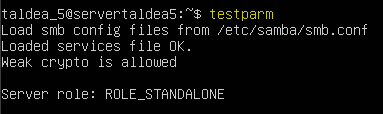 taldea_5@servertaldea5:~$ testparm
Load smb config files from /etc/samba/smb.conf
Loaded services file OK.
Weak crypto is allowed
Server role: ROLE_STANDALONE